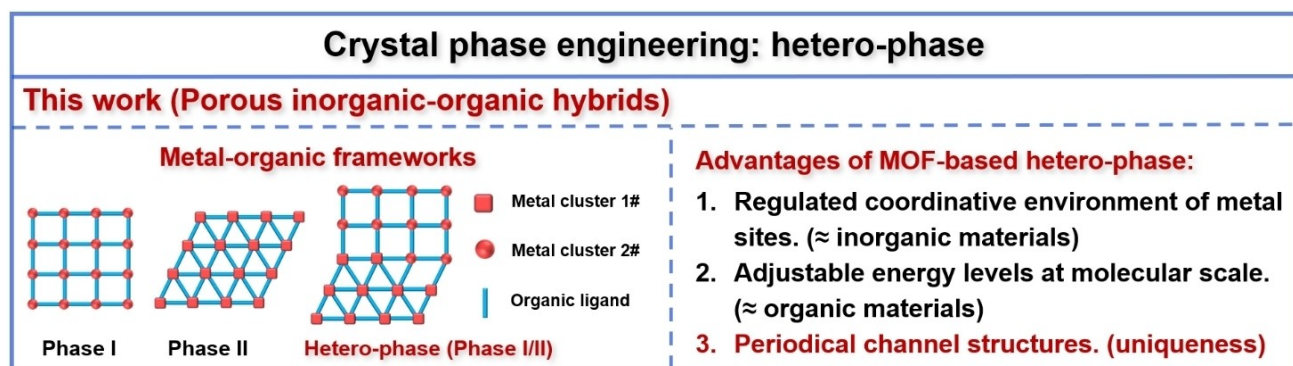 Crystal phase engineering: hetero-phase
This work (Porous inorganic-organic hybrids)
Metal-organic frameworks
Metal cluster 1#
Metal cluster 2#
Organic ligand
Phase I
Phase II
Hetero-phase (Phase I/II)
Advantages of MOF-based hetero-phase:
1. Regulated coordinative environment of metal
sites. (≈ inorganic materials)
2. Adjustable energy levels at molecular scale.
(≈ organic materials)
3. Periodical channel structures. (uniqueness)